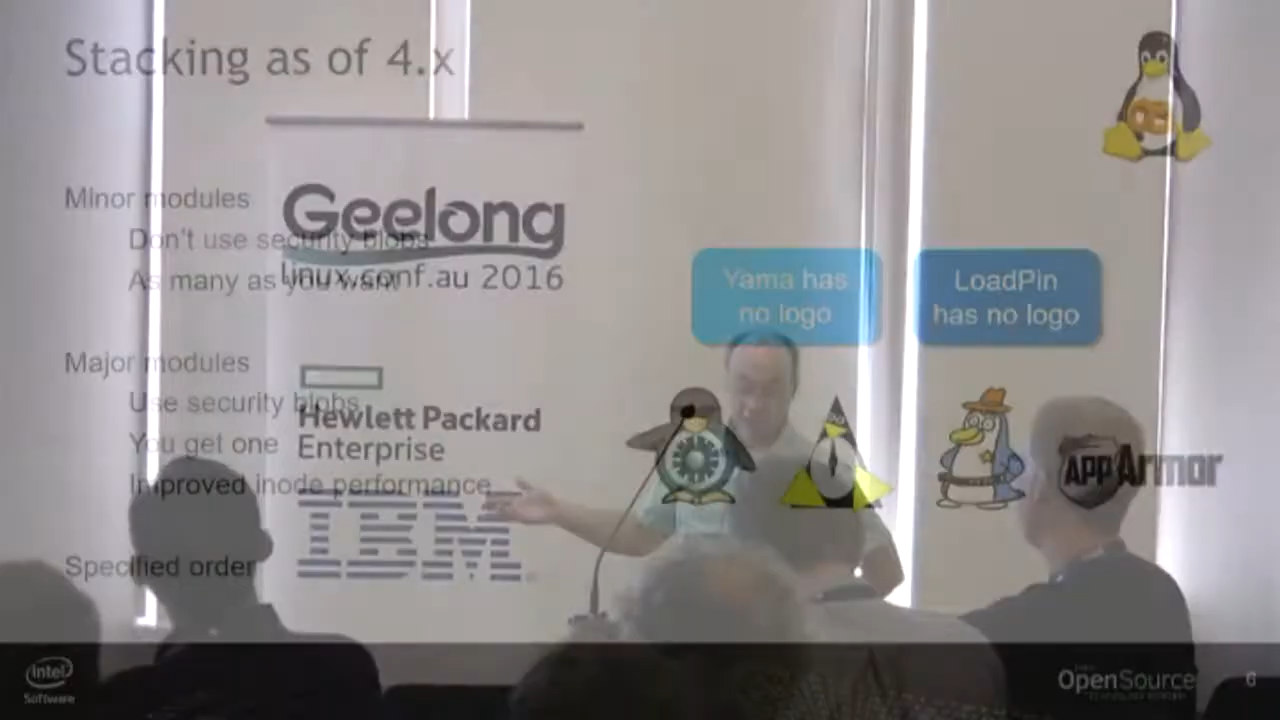 Stacking as of 4.x
Minor modules
Don't use security blobs
As many as you want
Major modules
Use security blobs
You get one
Improved inode performance
Specified order
Geelong
linux.conf.au 2016
Hewlett Packard
Enterprise
IBM
Yama has
no logo
LoadPin
has no logo
APPArmor
intel
Software
OpenSource
6